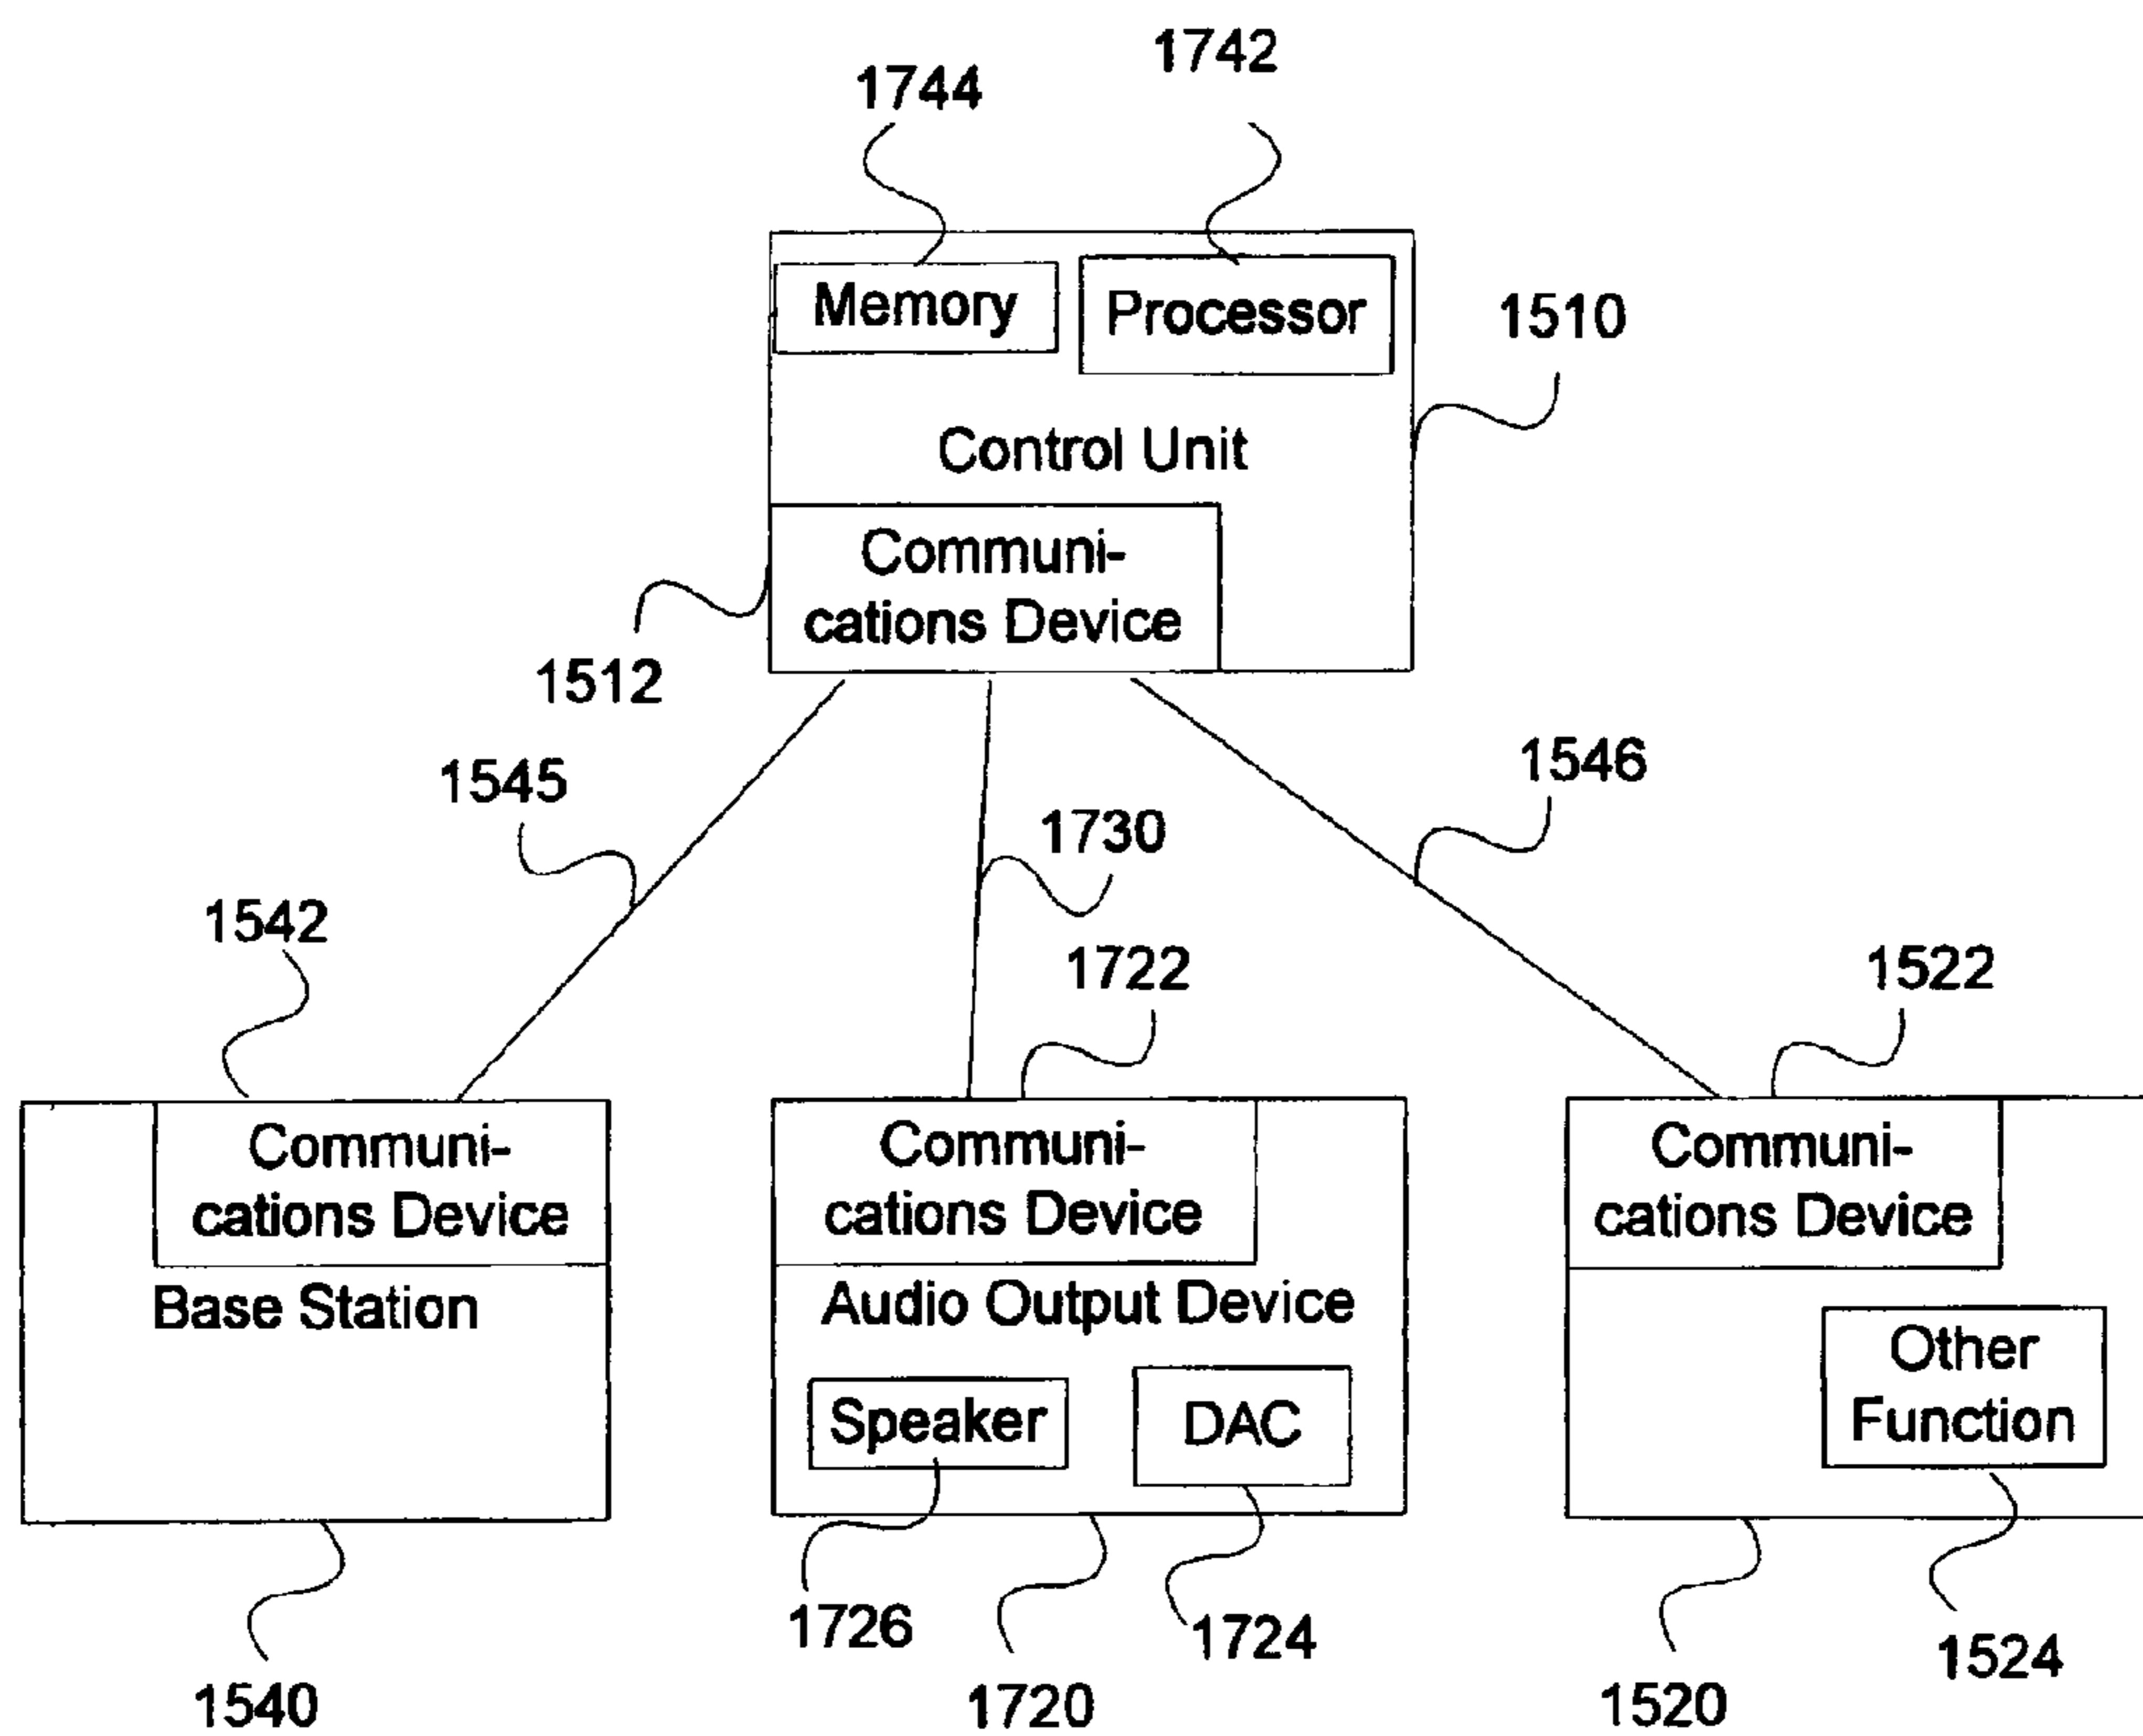 1742
1744
Memory
Processor
1510
Control Unit
Communi-
cations Device
1512
1545
1546
1730
1542
1722
1522
Communi-
cations Device
Base Station
Communi-
cations Device
Audio Output Device
Speaker
DAC
Communi-
cations Device
Other
Function
1726
1724
1524
1540
1720
1520